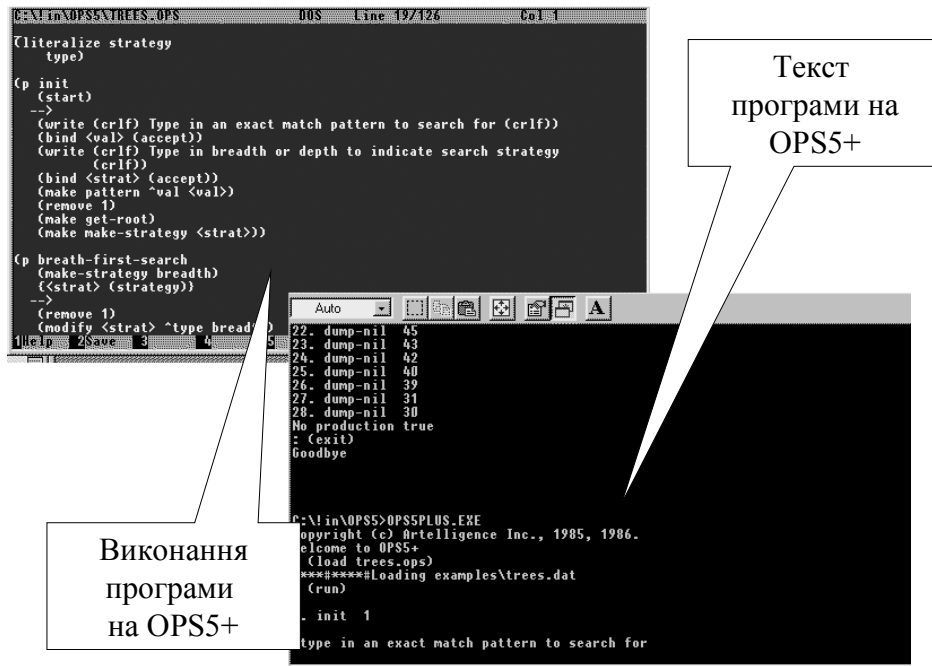 C:\!in\OPS5\TREES.OPS DOS Line 19/126 Col 1
(literalize strategy
type)
(p init
(start)
-->
(write (crlf) Type in an exact match pattern to search for (crlf))
(bind <val> (accept))
(write (crlf) Type in breadth or depth to indicate search strategy
(crlf))
(bind <strat> (accept))
(make pattern ^val <val>)
(remove 1)
(make get-root)
(make make-strategy <strat>))
(p breath-first-search
(make-strategy breadth)
{<strat> (strategy)}
-->
(remove 1)
(modify <strat> ^type breadth)
1Help 2Save 3 4 5
Текст
програми на
OPS5+
Auto
A
22. dump-nil 45
23. dump-nil 43
24. dump-nil 42
25. dump-nil 40
26. dump-nil 39
27. dump-nil 31
28. dump-nil 30
No production true
: (exit)
Goodbye
C:\!in\OPS5>OPS5PLUS.EXE
Copyright (c) Artelligence Inc., 1985, 1986.
Welcome to OPS5+
(load trees.ops)
***#****#Loading examples\trees.dat
(run)
. init 1
type in an exact match pattern to search for
Виконання
програми
на OPS5+